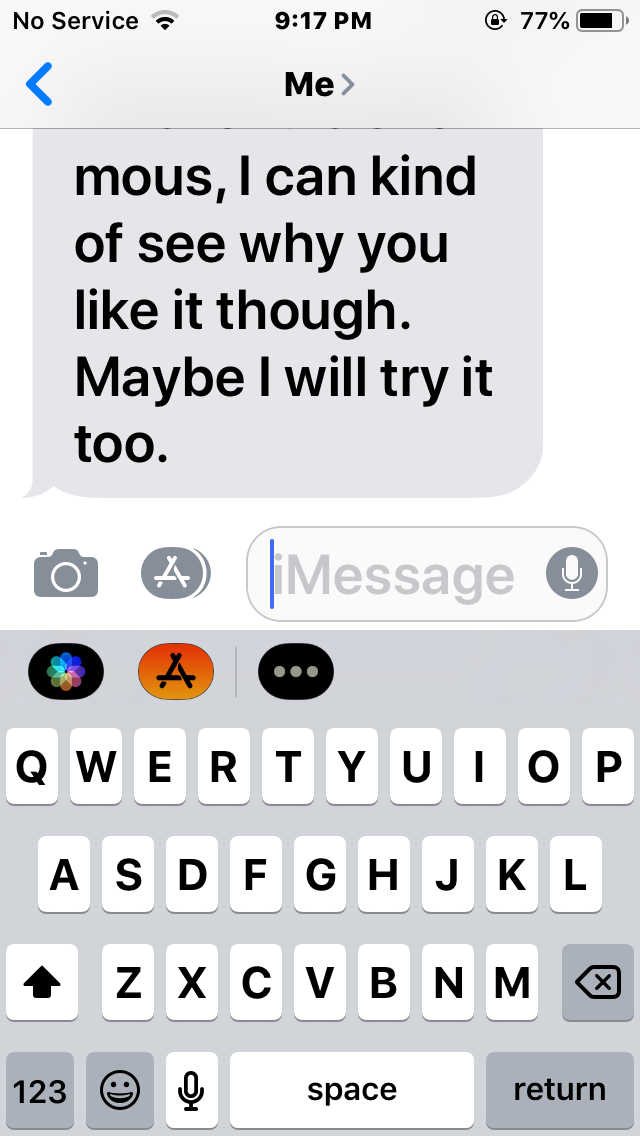 No Service 9:17 PM 77%
Me
mous, I can kind
of see why you
like it though.
Maybe I will try it
too.
iMessage
Q W E R T Y U I O P
A S D F G H J K L
Z X C V B N M
123 space return